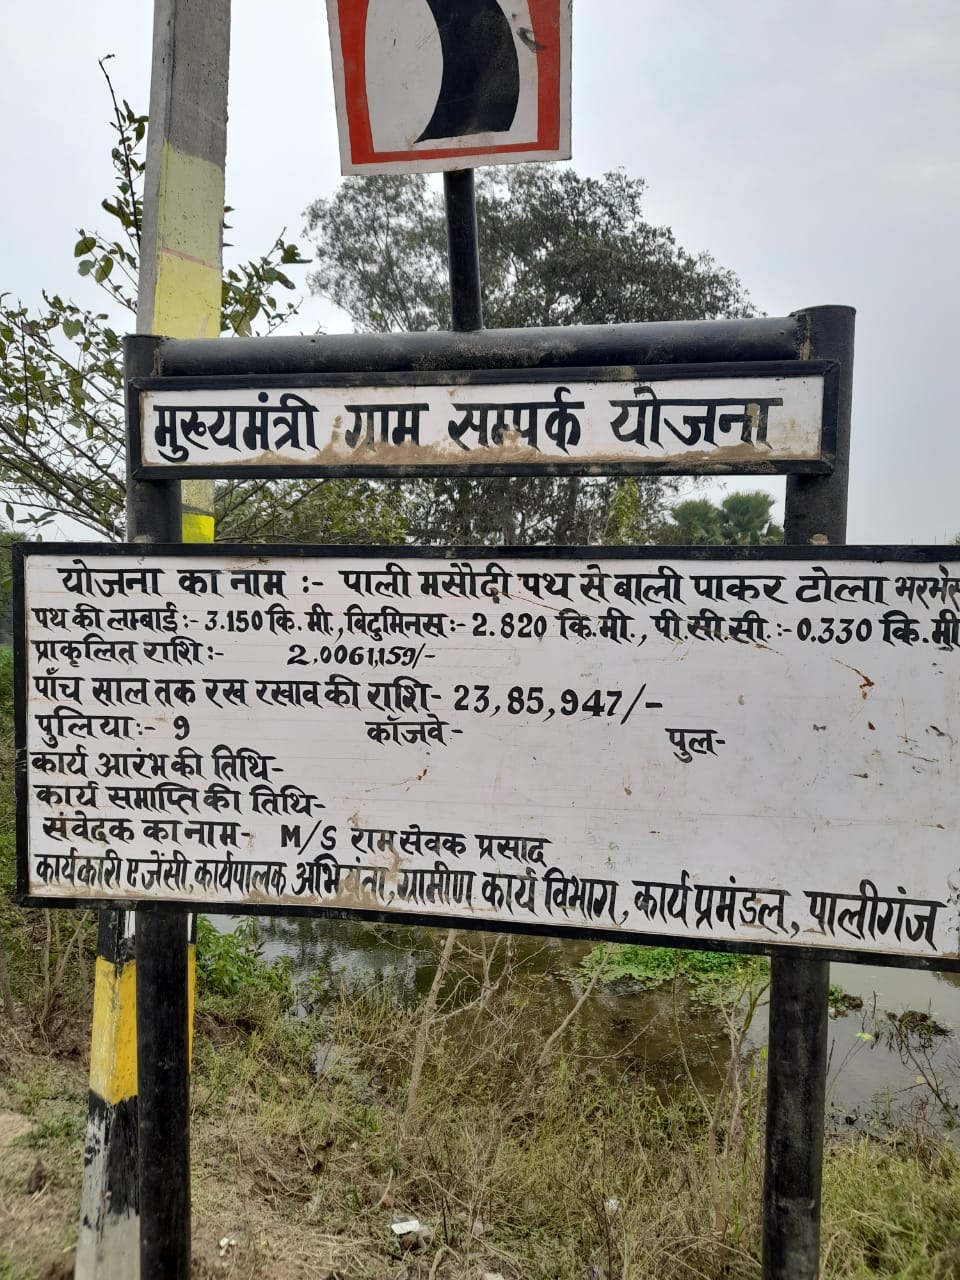 मुख्यमंत्री ग्राम सम्पर्क योजना
योजना का नाम :- पाली मसौढ़ी पथ से बाली पाकर टोला
पथ की लम्बाई :- 3.150 कि.मी., बिटुमिनस :- 2.820 कि.मी., पी.सी.सी. :- 0.330 कि.मी
प्राकृलित राशि :- 2,0061,159/-
पाँच साल तक रख रखाव की राशि - 23,85,947/-
पुलिया :- 9 कॉजवे - पुल-
कार्य आरंभ की तिथि-
कार्य समाप्ति की तिथि-
संवेदक का नाम- M/S राम सेवक प्रसाद
कार्यकारी एजेंसी, कार्यपालक अभियंता, ग्रामीण कार्य विभाग, कार्य प्रमंडल, पालीगंज